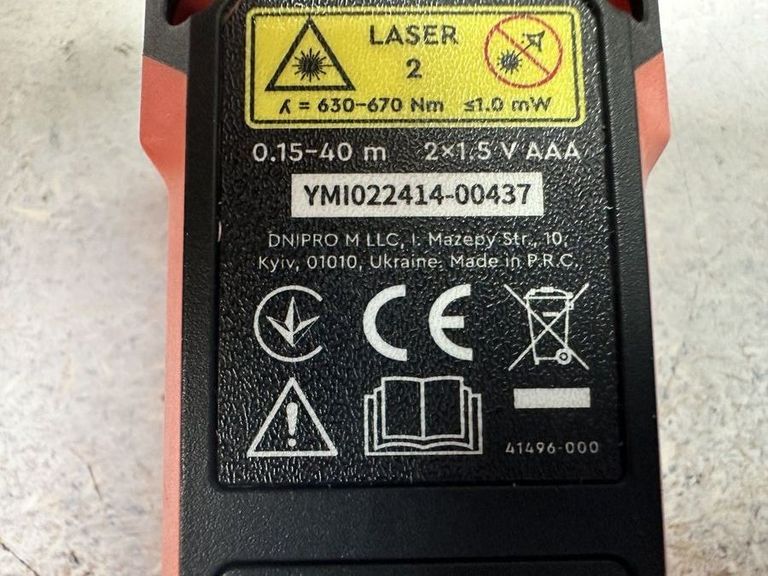 LASER
2
ʎ = 630–670 Nm ≤1.0 mW
0.15–40 m 2×1.5 V AAA
YMI022414-00437
DNIPRO M LLC, I. Mazepy Str., 10,
Kyiv, 01010, Ukraine. Made in P.R.C.
CE
41496-000